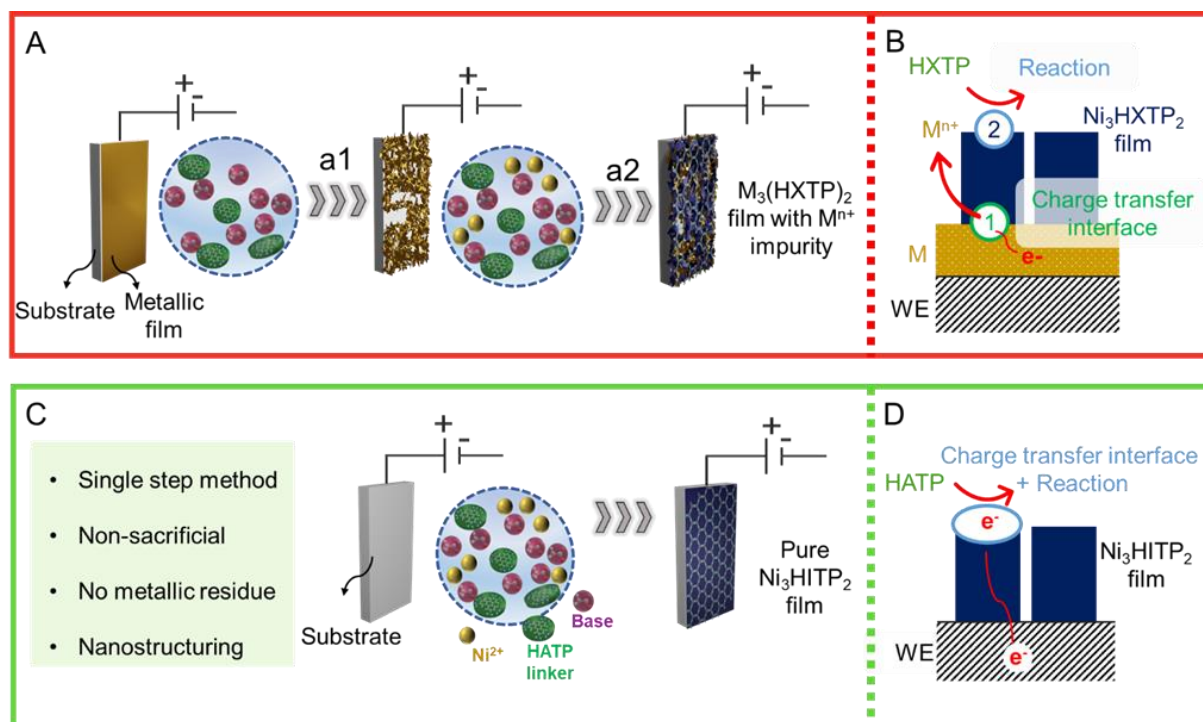 A
+
-
+
-
+
-
a1
a2
Substrate
Metallic
film
M₃(HXTP)₂
film with Mⁿ⁺
impurity
B
HXTP
Reaction
Mⁿ⁺
2
Ni₃HXTP₂
film
1
Charge transfer
interface
M
e-
WE
C
• Single step method
• Non-sacrificial
• No metallic residue
• Nanostructuring
+
-
+
-
Substrate
Ni²⁺
HATP
linker
Base
Pure
Ni₃HITP₂
film
D
Charge transfer interface
+ Reaction
HATP
e⁻
Ni₃HITP₂
film
WE
e⁻